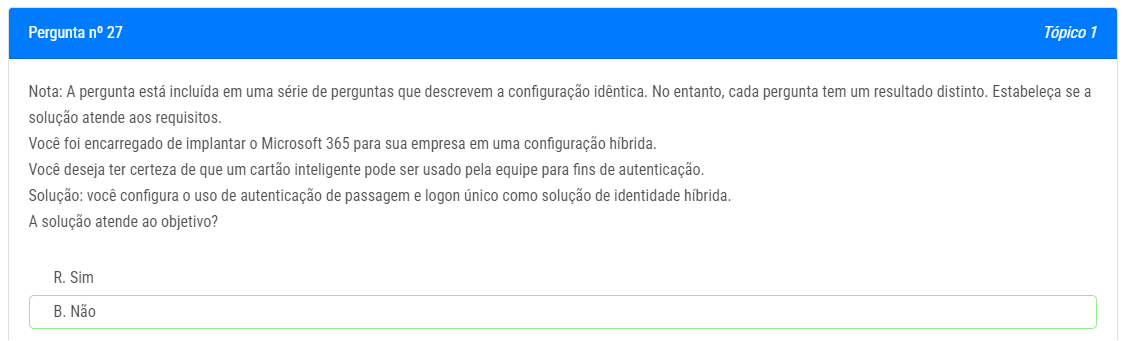 Pergunta nº 27
Tópico 1
Nota: A pergunta está incluída em uma série de perguntas que descrevem a configuração idêntica. No entanto, cada pergunta tem um resultado distinto. Estabeleça se a
solução atende aos requisitos.
Você foi encarregado de implantar o Microsoft 365 para sua empresa em uma configuração híbrida.
Você deseja ter certeza de que um cartão inteligente pode ser usado pela equipe para fins de autenticação.
Solução: você configura o uso de autenticação de passagem e logon único como solução de identidade híbrida.
A solução atende ao objetivo?
R. Sim
B. Não